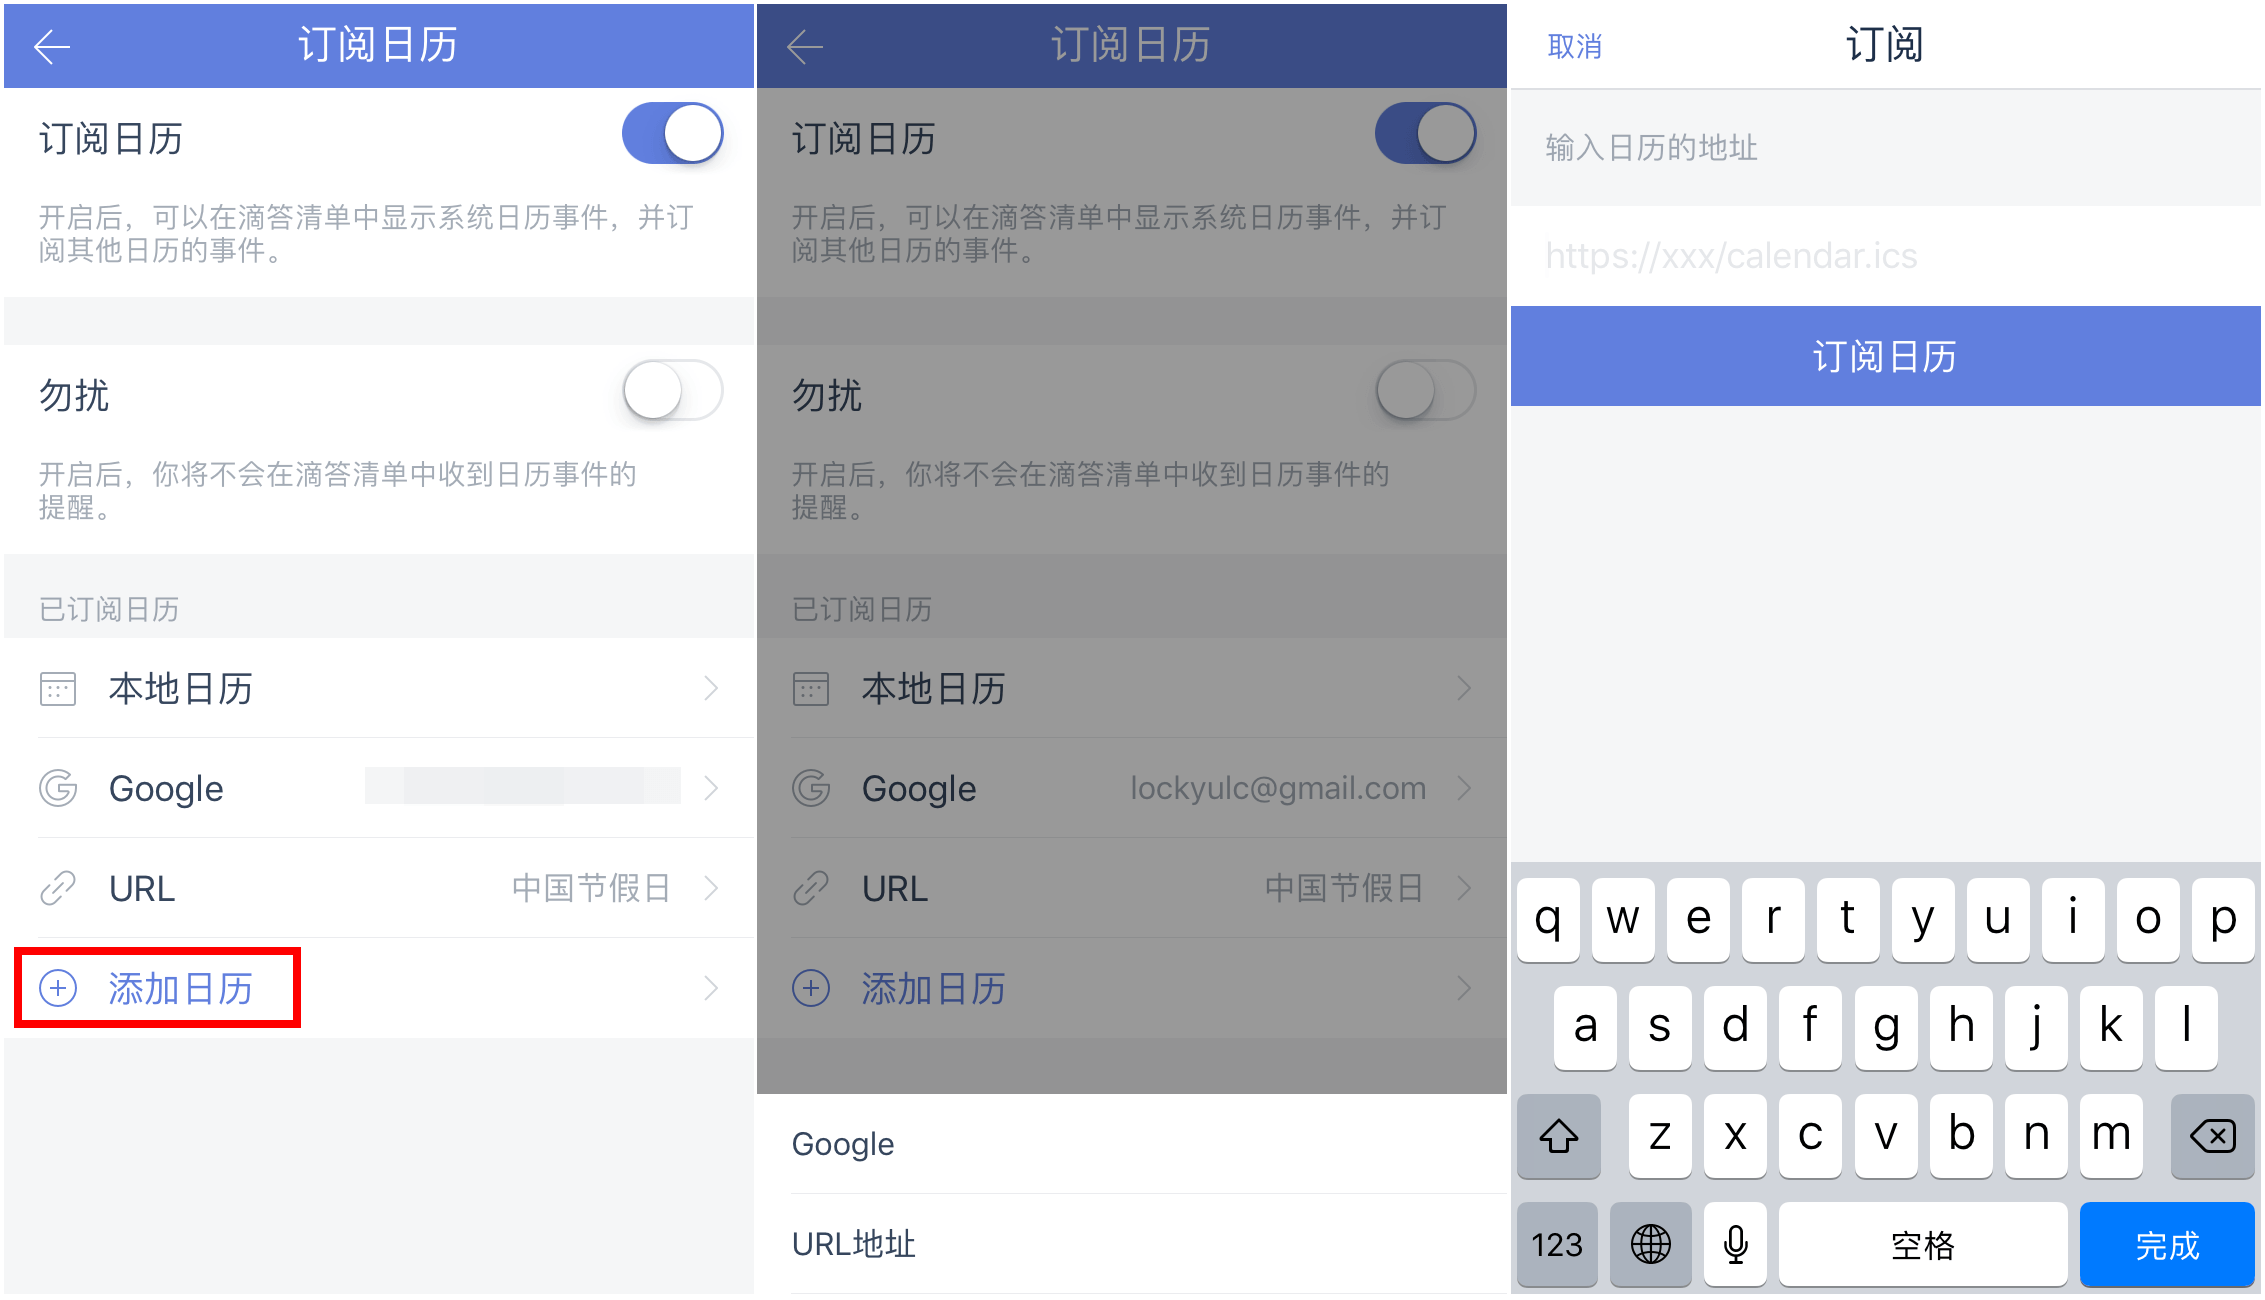 订阅日历
订阅日历
开启后，可以在滴答清单中显示系统日历事件，并订
阅其他日历的事件。
勿扰
开启后，你将不会在滴答清单中收到日历事件的
提醒。
已订阅日历
本地日历
Google
URL 中国节假日
添加日历
订阅日历
订阅日历
开启后，可以在滴答清单中显示系统日历事件，并订
阅其他日历的事件。
勿扰
开启后，你将不会在滴答清单中收到日历事件的
提醒。
已订阅日历
本地日历
Google lockyulc@gmail.com
URL 中国节假日
添加日历
Google
URL地址
取消 订阅
输入日历的地址
https://xxx/calendar.ics
订阅日历
q w e r t y u i o p
a s d f g h j k l
z x c v b n m
123 空格 完成